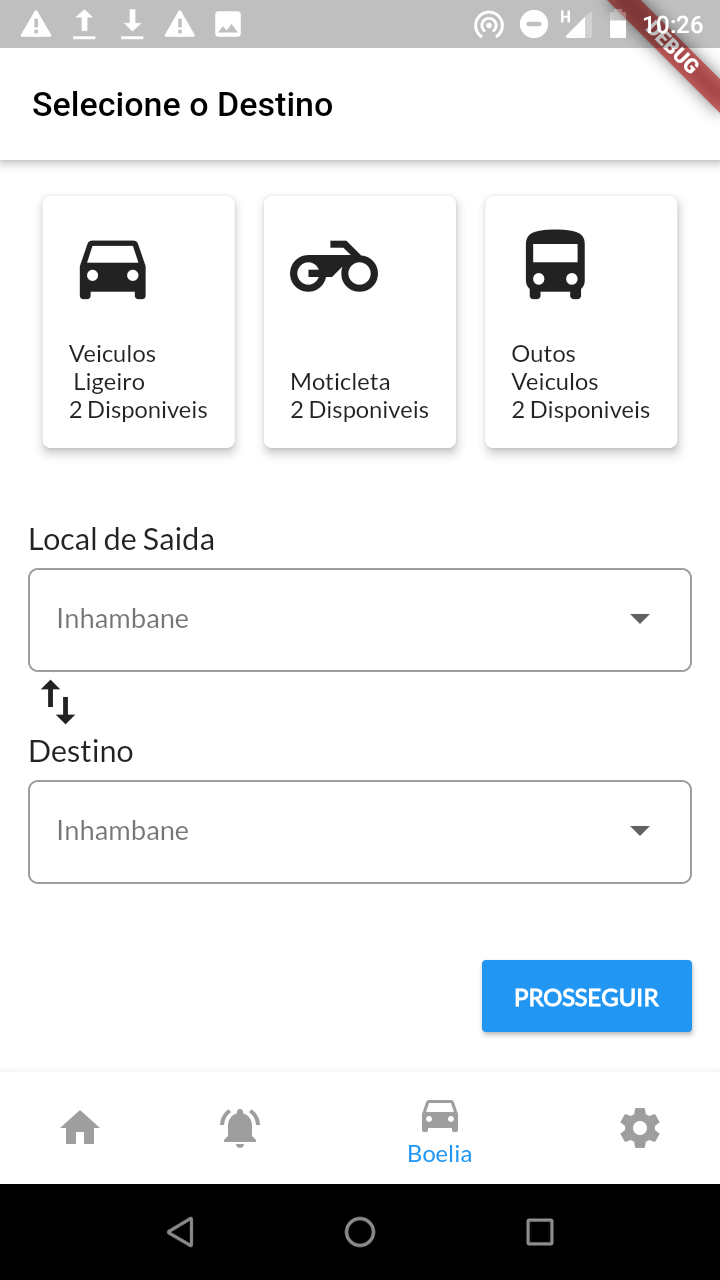 H 10:26
DEBUG
Selecione o Destino
Veiculos
Ligeiro
2 Disponiveis
Moticleta
2 Disponiveis
Outos
Veiculos
2 Disponiveis
Local de Saida
Inhambane
Destino
Inhambane
PROSSEGUIR
Boelia